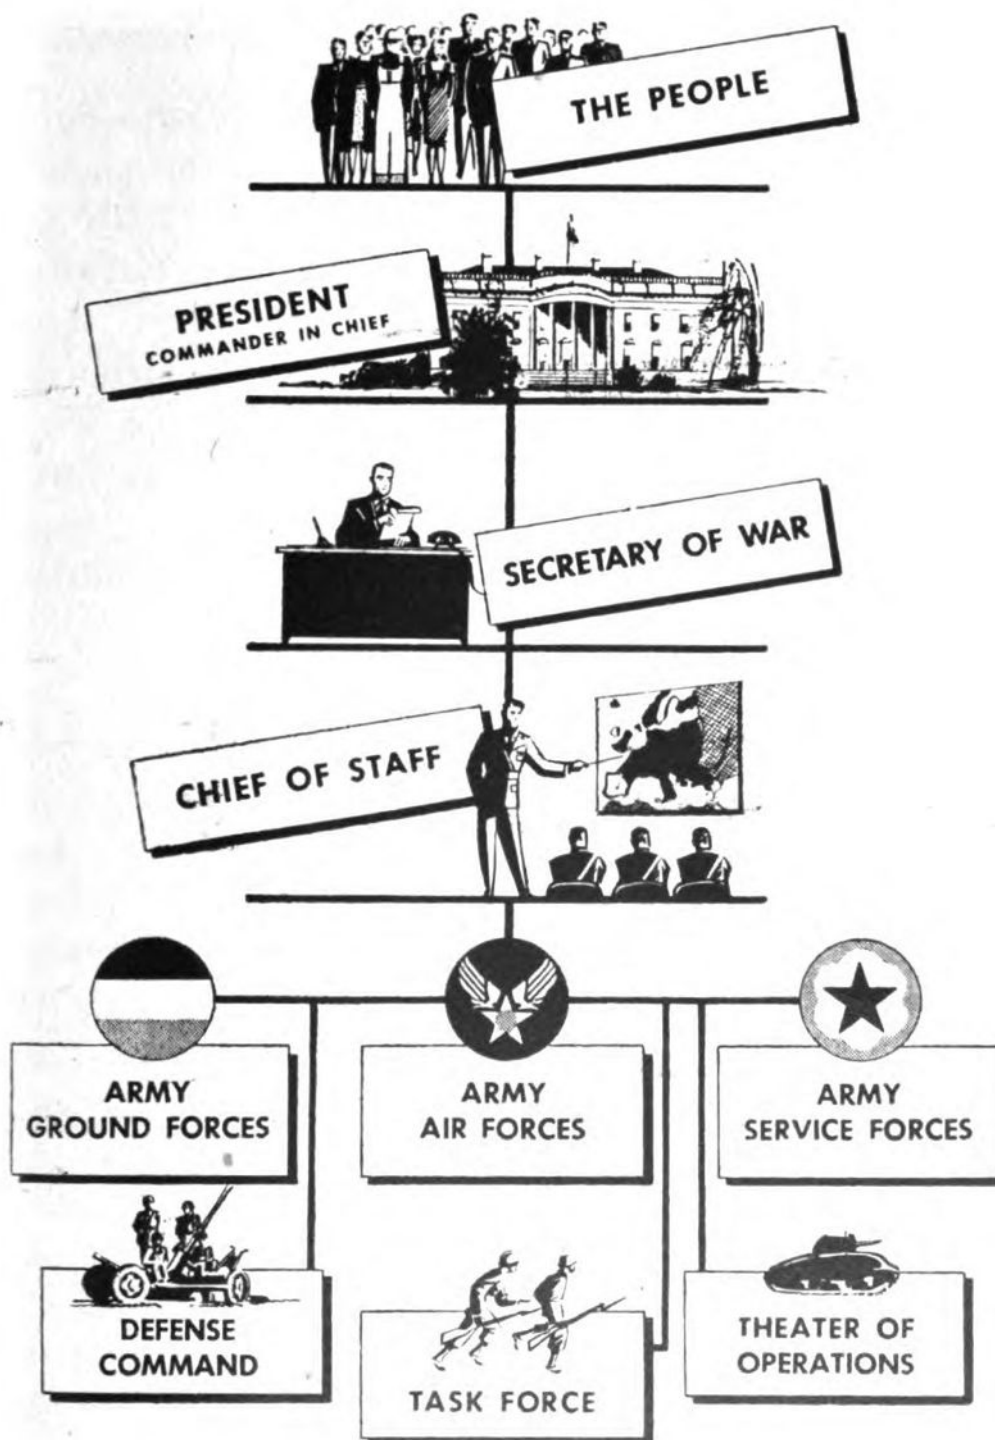 THE PEOPLE
PRESIDENT
COMMANDER IN CHIEF
SECRETARY OF WAR
CHIEF OF STAFF
ARMY
GROUND FORCES
ARMY
AIR FORCES
ARMY
SERVICE FORCES
DEFENSE
COMMAND
TASK FORCE
THEATER OF
OPERATIONS